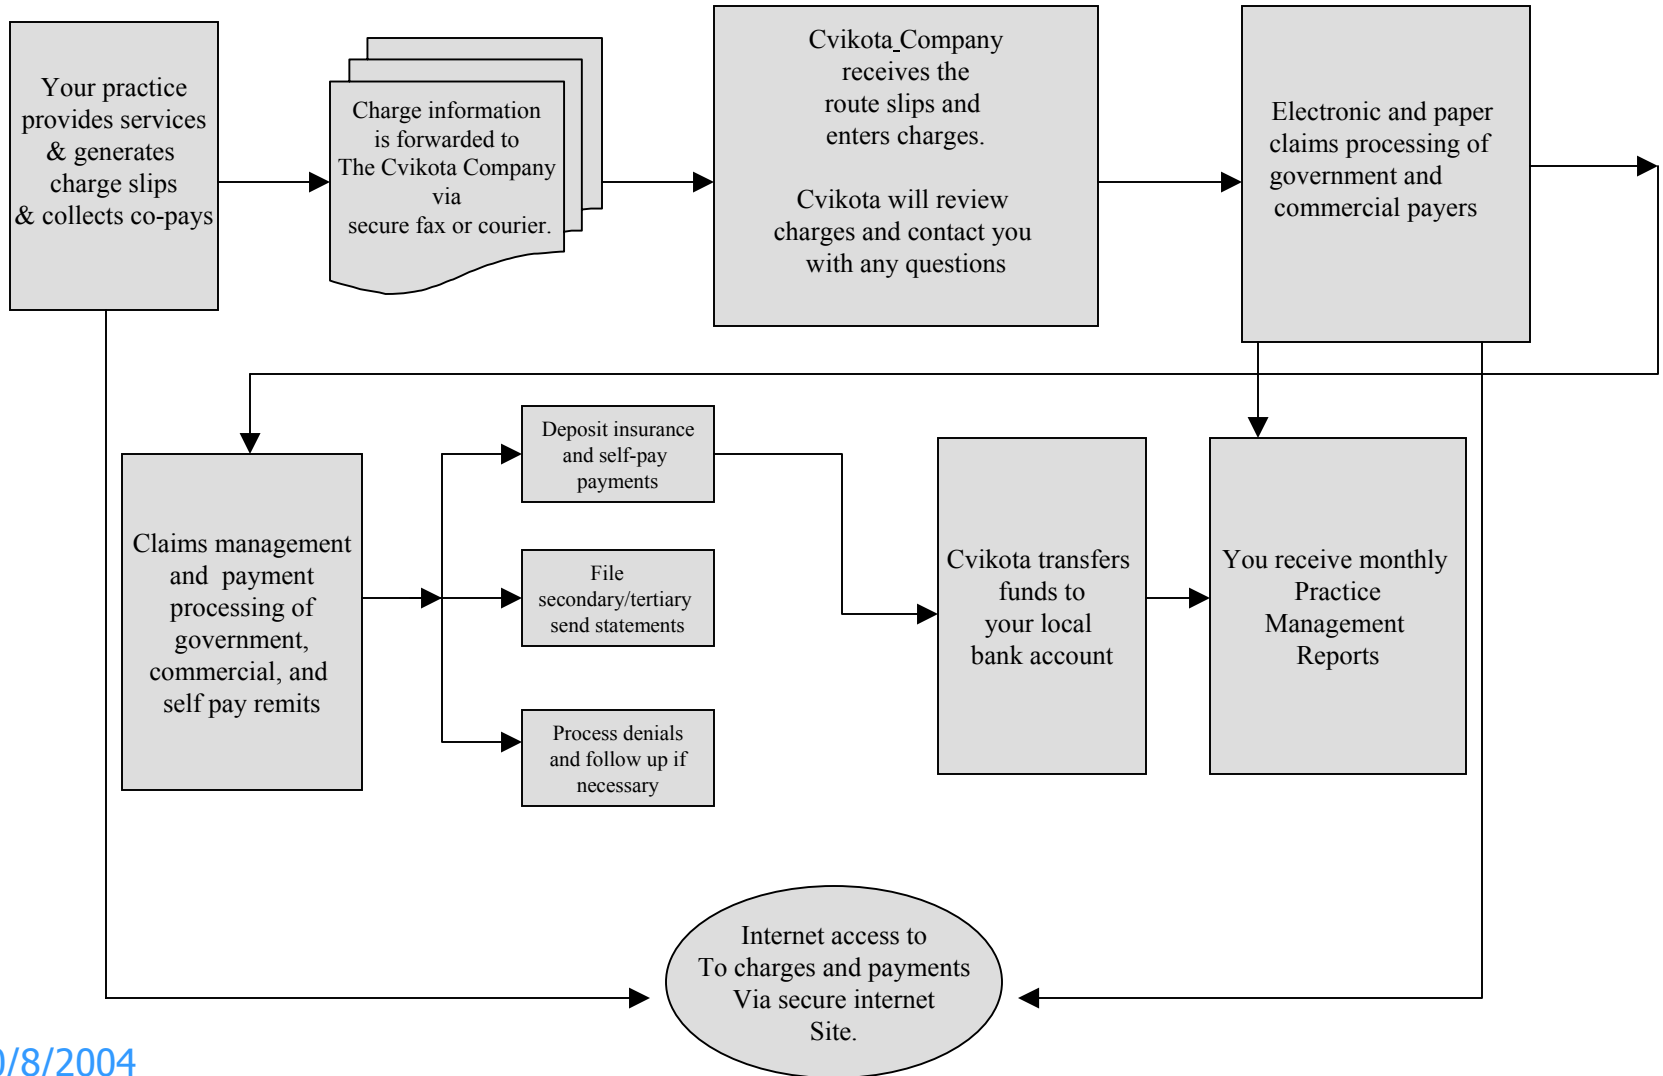 Your practice
provides services
& generates
charge slips
& collects co-pays
Charge information
is forwarded to
The Cvikota Company
via
secure fax or courier.
Cvikota Company
receives the
route slips and
enters charges.
Cvikota will review
charges and contact you
with any questions
Electronic and paper
claims processing of
government and
commercial payers
Claims management
and payment
processing of
government,
commercial, and
self pay remits
Deposit insurance
and self-pay
payments
File
secondary/tertiary
send statements
Process denials
and follow up if
necessary
Cvikota transfers
funds to
your local
bank account
You receive monthly
Practice
Management
Reports
Internet access to
To charges and payments
Via secure internet
Site.
/8/2004